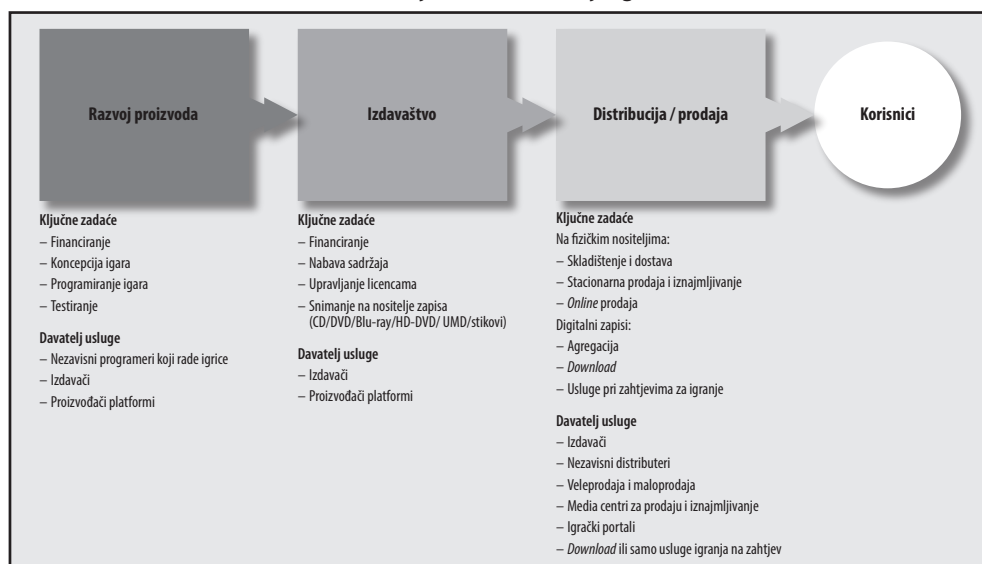 Razvoj proizvoda
Izdavaštvo
Distribucija / prodaja
Korisnici
Ključne zadaće
– Financiranje
– Koncepcija igara
– Programiranje igara
– Testiranje
Davatelj usluge
– Nezavisni programeri koji rade igrice
– Izdavači
– Proizvođači platformi
Ključne zadaće
– Financiranje
– Nabava sadržaja
– Upravljanje licencama
– Snimanje na nositelje zapisa
(CD/DVD/Blu-ray/HD-DVD/ UMD/stikovi)
Davatelj usluge
– Izdavači
– Proizvođači platformi
Ključne zadaće
Na fizičkim nositeljima:
– Skladištenje i dostava
– Stacionarna prodaja i iznajmljivanje
– Online prodaja
Digitalni zapisi:
– Agregacija
– Download
– Usluge pri zahtjevima za igranje
Davatelj usluge
– Izdavači
– Nezavisni distributeri
– Veleprodaja i maloprodaja
– Media centri za prodaju i iznajmljivanje
– Igrački portali
– Download ili samo usluge igranja na zahtjev